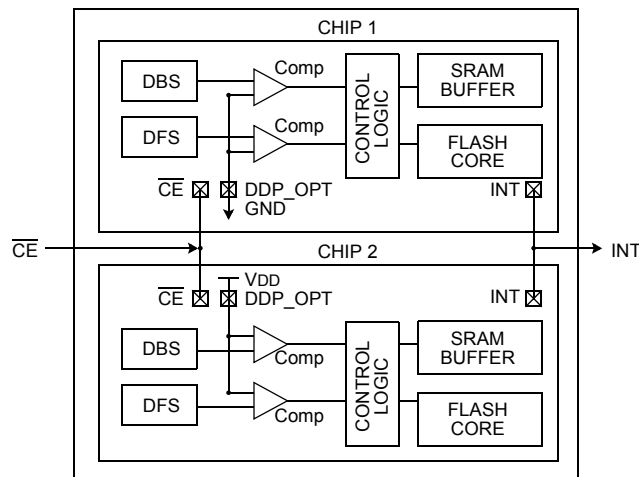 CHIP 1
DBS
Comp
CONTROL
LOGIC
SRAM
BUFFER
DFS
Comp
FLASH
CORE
CE
DDP_OPT
GND
INT
CE
INT
CHIP 2
VDD
CE
DDP_OPT
INT
DBS
Comp
CONTROL
LOGIC
SRAM
BUFFER
DFS
Comp
FLASH
CORE